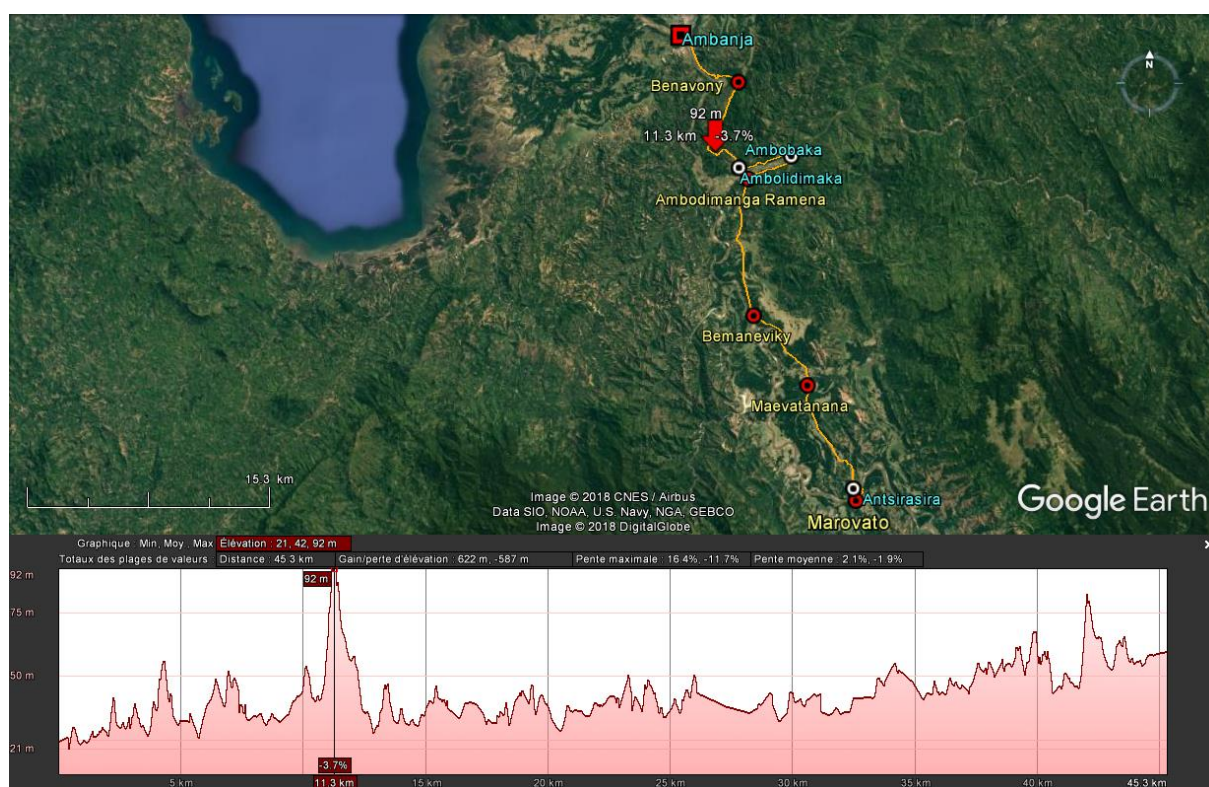 Ambanja
N
Benavony
92 m
11.3 km -3.7%
Ambobaka
Ambolidimaka
Ambodimanga Ramena
Bemaneviky
Maevatanana
15.3 km
Antsirasira
Image © 2018 CNES / Airbus
Data SIO, NOAA, U.S. Navy, NGA, GEBCO
Image © 2018 DigitalGlobe
Google Earth
Marovato
Graphique : Min, Moy., Max Élévation : 21, 42, 92 m
Totaux des plages de valeurs : Distance : 45.3 km Gain/perte d'élévation : 622 m, -587 m Pente maximale : 16.4%, -11.7% Pente moyenne : 2.1%, -1.9%
92 m
92 m
75 m
50 m
21 m
-3.7%
5 km 11.3 km 15 km 20 km 25 km 30 km 35 km 40 km 45.3 km